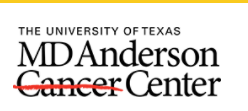 THE UNIVERSITY OF TEXAS
MD Anderson
Cancer Center